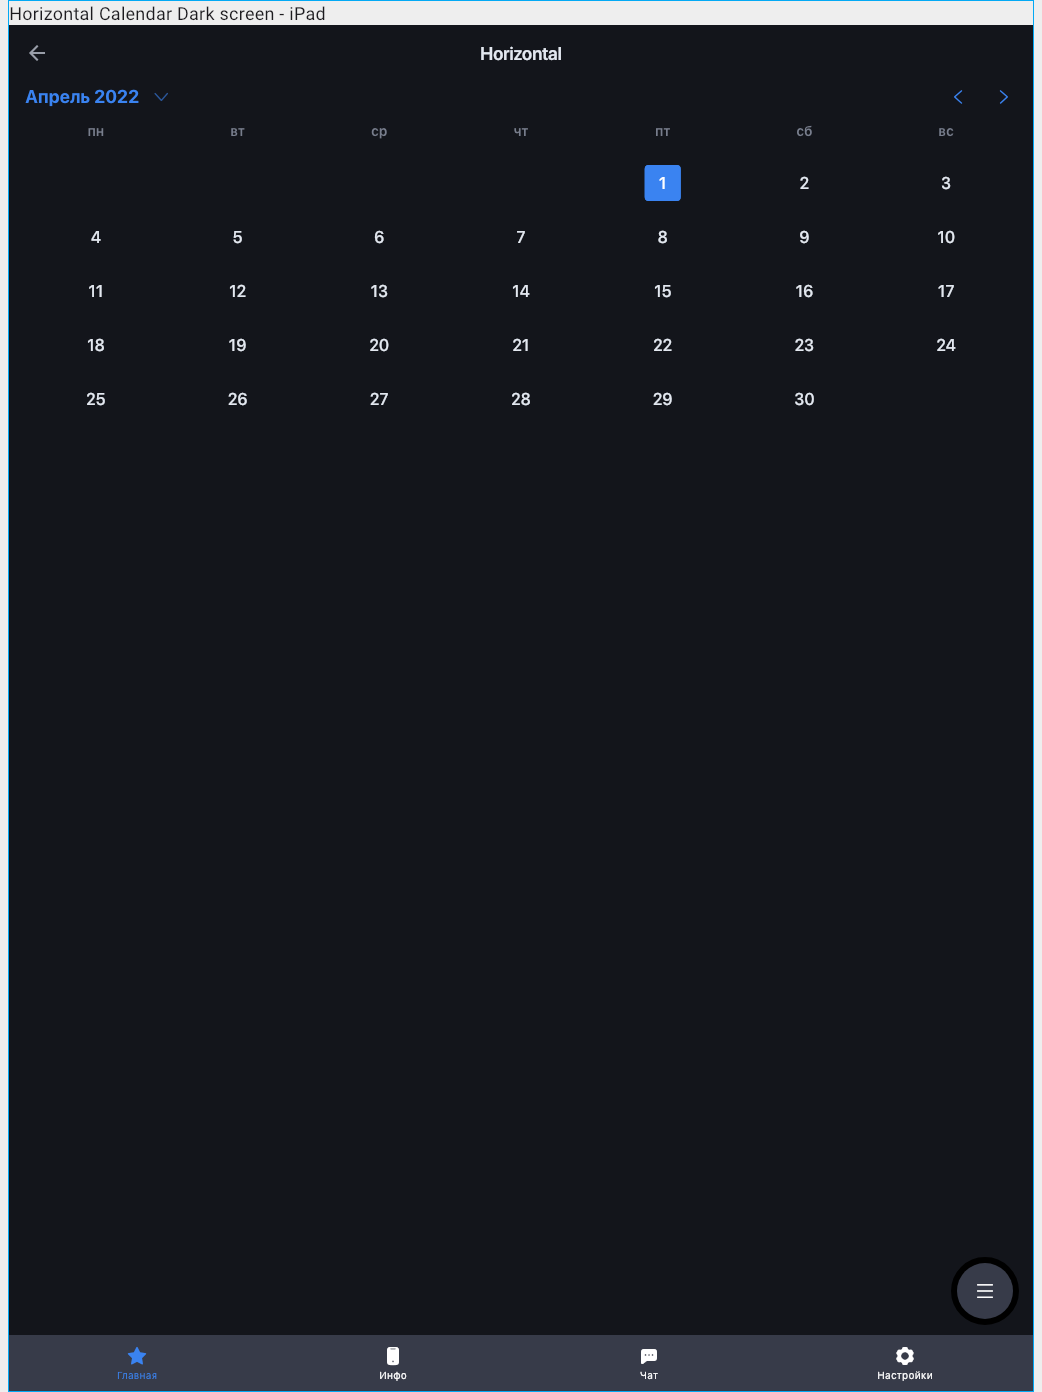 Horizontal Calendar Dark screen - iPad
Horizontal
Апрель 2022
пн вт ср чт пт сб вс
1 2 3
4 5 6 7 8 9 10
11 12 13 14 15 16 17
18 19 20 21 22 23 24
25 26 27 28 29 30
Главная Инфо Чат Настройки